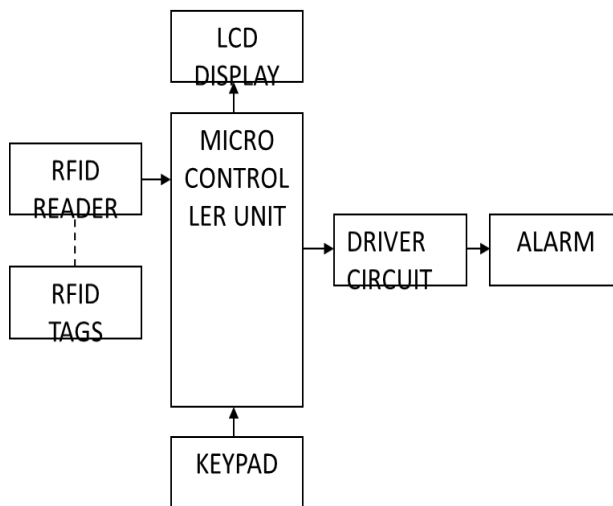 LCD
DISPLAY
MICRO
CONTROL
LER UNIT
RFID
READER
RFID
TAGS
DRIVER
CIRCUIT
ALARM
KEYPAD